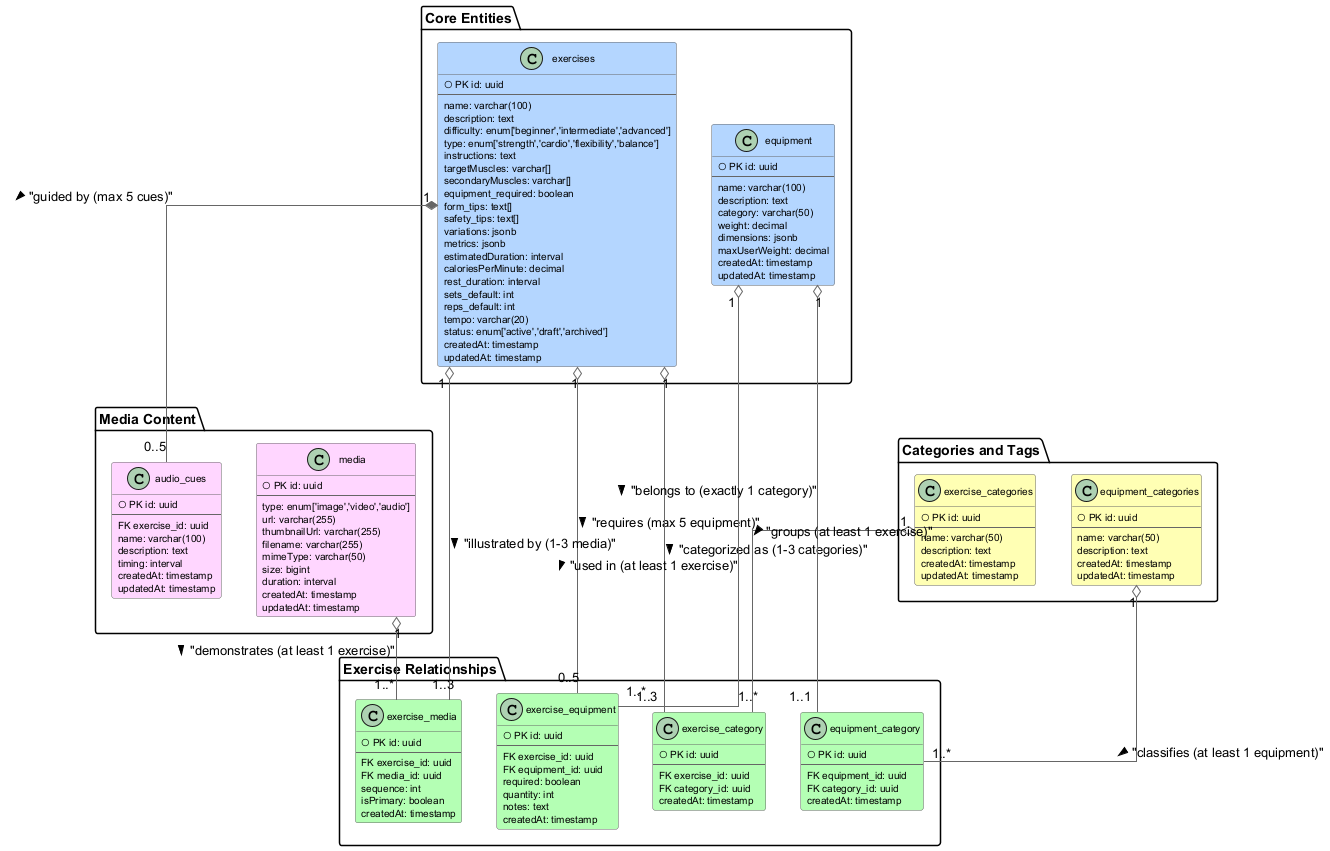 Core Entities
C exercises
PK id: uuid
name: varchar(100)
description: text
difficulty: enum['beginner','intermediate','advanced']
type: enum['strength','cardio','flexibility','balance']
instructions: text
targetMuscles: varchar[]
secondaryMuscles: varchar[]
equipment_required: boolean
form_tips: text[]
safety_tips: text[]
variations: jsonb
metrics: jsonb
estimatedDuration: interval
caloriesPerMinute: decimal
rest_duration: interval
sets_default: int
reps_default: int
tempo: varchar(20)
status: enum['active','draft','archived']
createdAt: timestamp
updatedAt: timestamp
C equipment
PK id: uuid
name: varchar(100)
description: text
category: varchar(50)
weight: decimal
dimensions: jsonb
maxUserWeight: decimal
createdAt: timestamp
updatedAt: timestamp
"guided by (max 5 cues)"
1
1
1
1
1
1
0..5
Media Content
C audio_cues
PK id: uuid
FK exercise_id: uuid
name: varchar(100)
description: text
timing: interval
createdAt: timestamp
updatedAt: timestamp
C media
PK id: uuid
type: enum['image','video','audio']
url: varchar(255)
thumbnailUrl: varchar(255)
filename: varchar(255)
mimeType: varchar(50)
size: bigint
duration: interval
createdAt: timestamp
updatedAt: timestamp
1
"belongs to (exactly 1 category)"
"requires (max 5 equipment)"
"groups (at least 1 exercise)"
"illustrated by (1-3 media)"
"categorized as (1-3 categories)"
"used in (at least 1 exercise)"
Categories and Tags
1
C exercise_categories
PK id: uuid
name: varchar(50)
description: text
createdAt: timestamp
updatedAt: timestamp
C equipment_categories
PK id: uuid
name: varchar(50)
description: text
createdAt: timestamp
updatedAt: timestamp
1
"demonstrates (at least 1 exercise)"
Exercise Relationships
1..*
1..3
0..5
1..*
1..3
1..*
1..1
C exercise_media
PK id: uuid
FK exercise_id: uuid
FK media_id: uuid
sequence: int
isPrimary: boolean
createdAt: timestamp
C exercise_equipment
PK id: uuid
FK exercise_id: uuid
FK equipment_id: uuid
required: boolean
quantity: int
notes: text
createdAt: timestamp
C exercise_category
PK id: uuid
FK exercise_id: uuid
FK category_id: uuid
createdAt: timestamp
C equipment_category
PK id: uuid
FK equipment_id: uuid
FK category_id: uuid
createdAt: timestamp
1..*
"classifies (at least 1 equipment)"